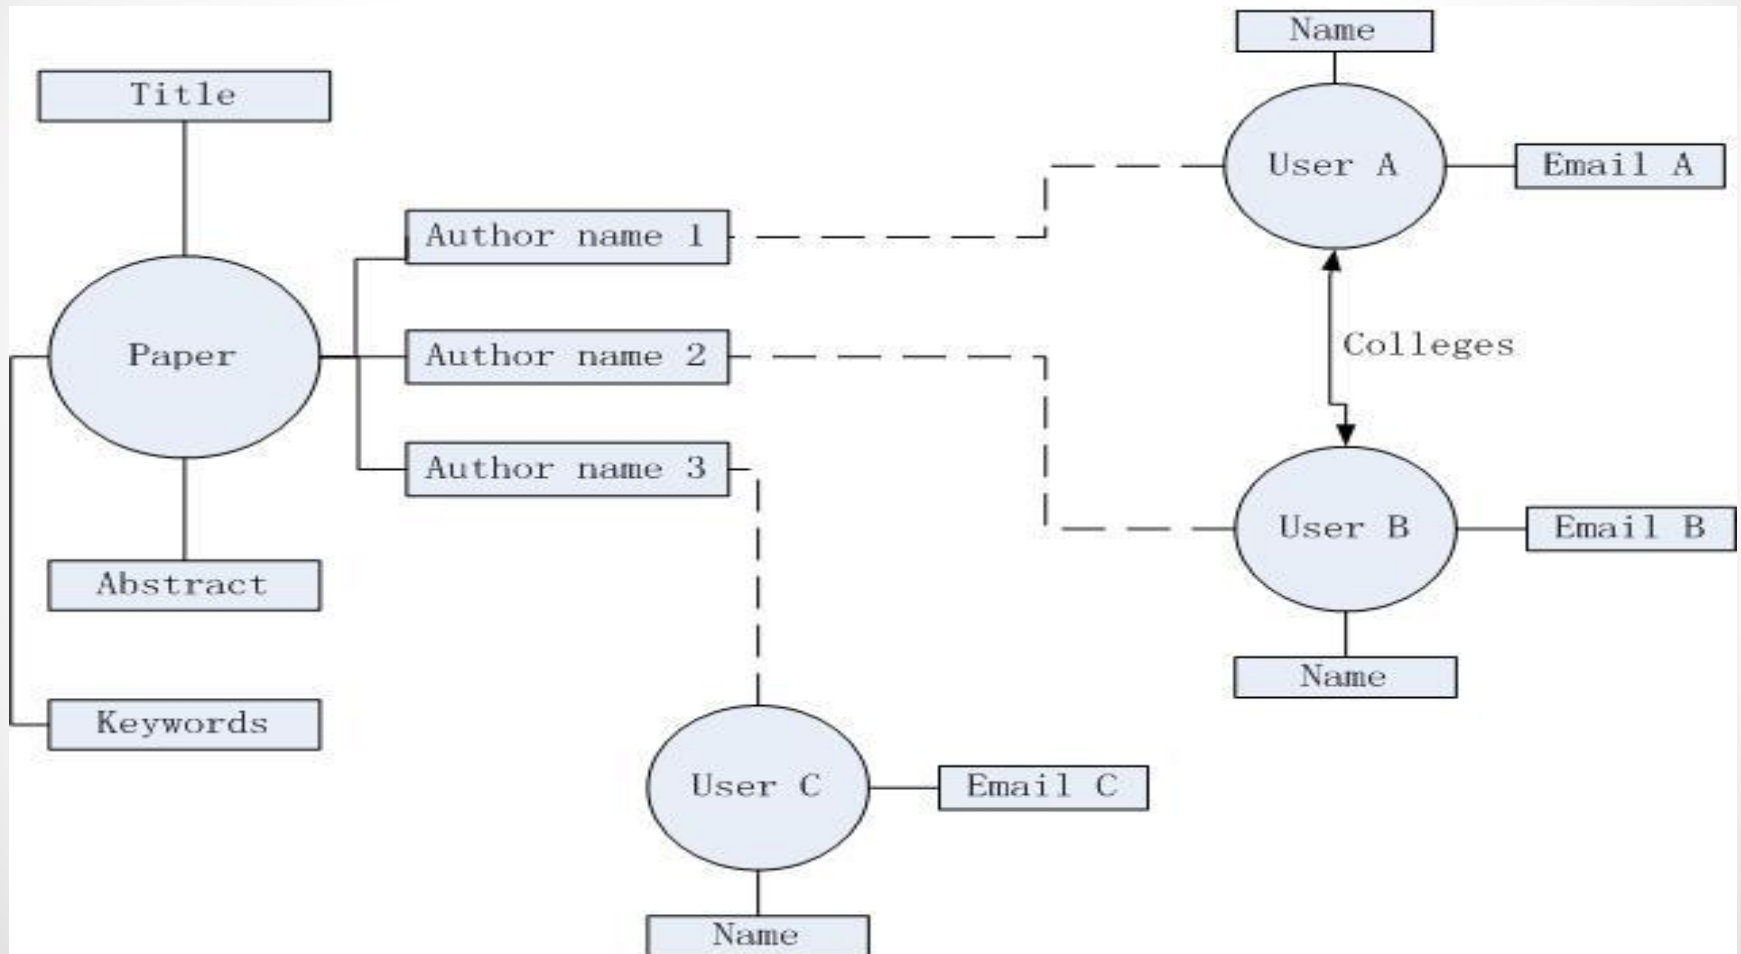 Name
Title
User A
Email A
Author name 1
Colleges
Paper
Author name 2
Author name 3
User B
Email B
Abstract
Name
Keywords
User C
Email C
Name